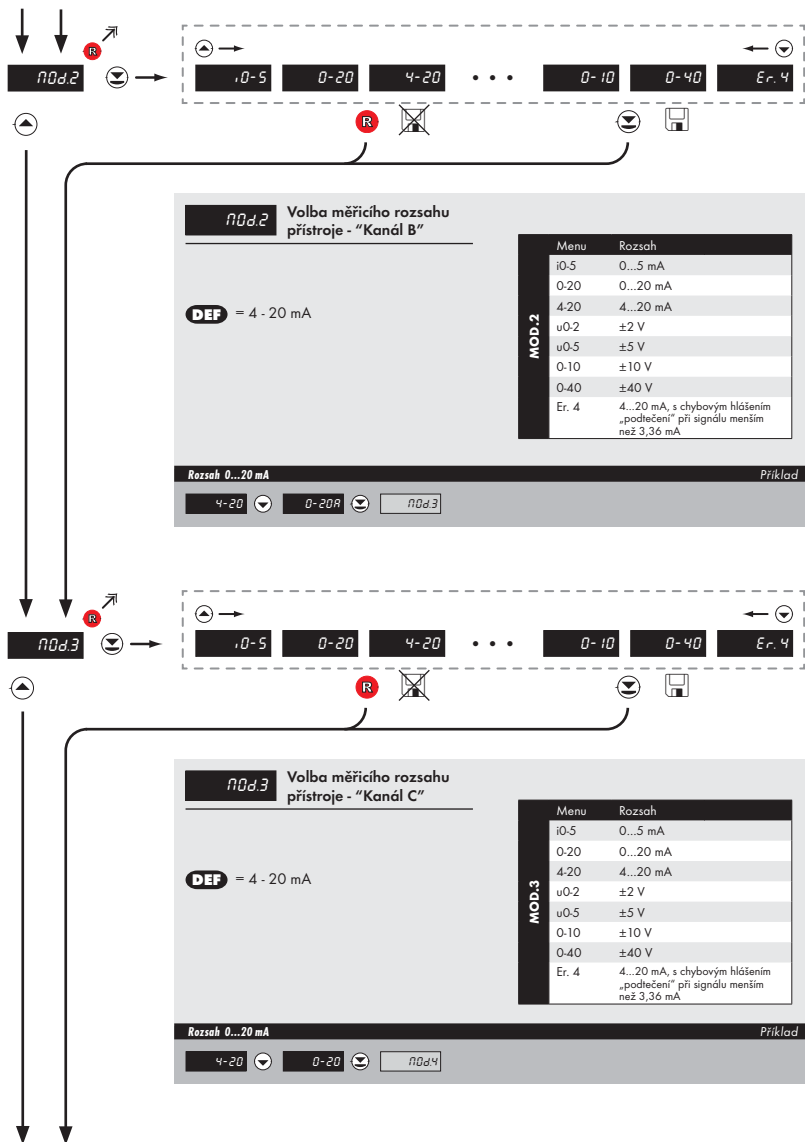 R
MOd.2
i0-5 0-20 4-20 • • • 0-10 0-40 Er. 4
R
MOd.2 Volba měřicího rozsahu
přístroje - “Kanál B”
DEF = 4 - 20 mA
MOD.2
Menu Rozsah
i0-5 0...5 mA
0-20 0...20 mA
4-20 4...20 mA
u0-2 ±2 V
u0-5 ±5 V
0-10 ±10 V
0-40 ±40 V
Er. 4 4...20 mA, s chybovým hlášením
„podtečení“ při signálu menším
než 3,36 mA
Rozsah 0...20 mA Příklad
4-20 0-20A MOd.3
R
MOd.3
i0-5 0-20 4-20 • • • 0-10 0-40 Er. 4
R
MOd.3 Volba měřicího rozsahu
přístroje - “Kanál C”
DEF = 4 - 20 mA
MOD.3
Menu Rozsah
i0-5 0...5 mA
0-20 0...20 mA
4-20 4...20 mA
u0-2 ±2 V
u0-5 ±5 V
0-10 ±10 V
0-40 ±40 V
Er. 4 4...20 mA, s chybovým hlášením
„podtečení“ při signálu menším
než 3,36 mA
Rozsah 0...20 mA Příklad
4-20 0-20 MOd.4